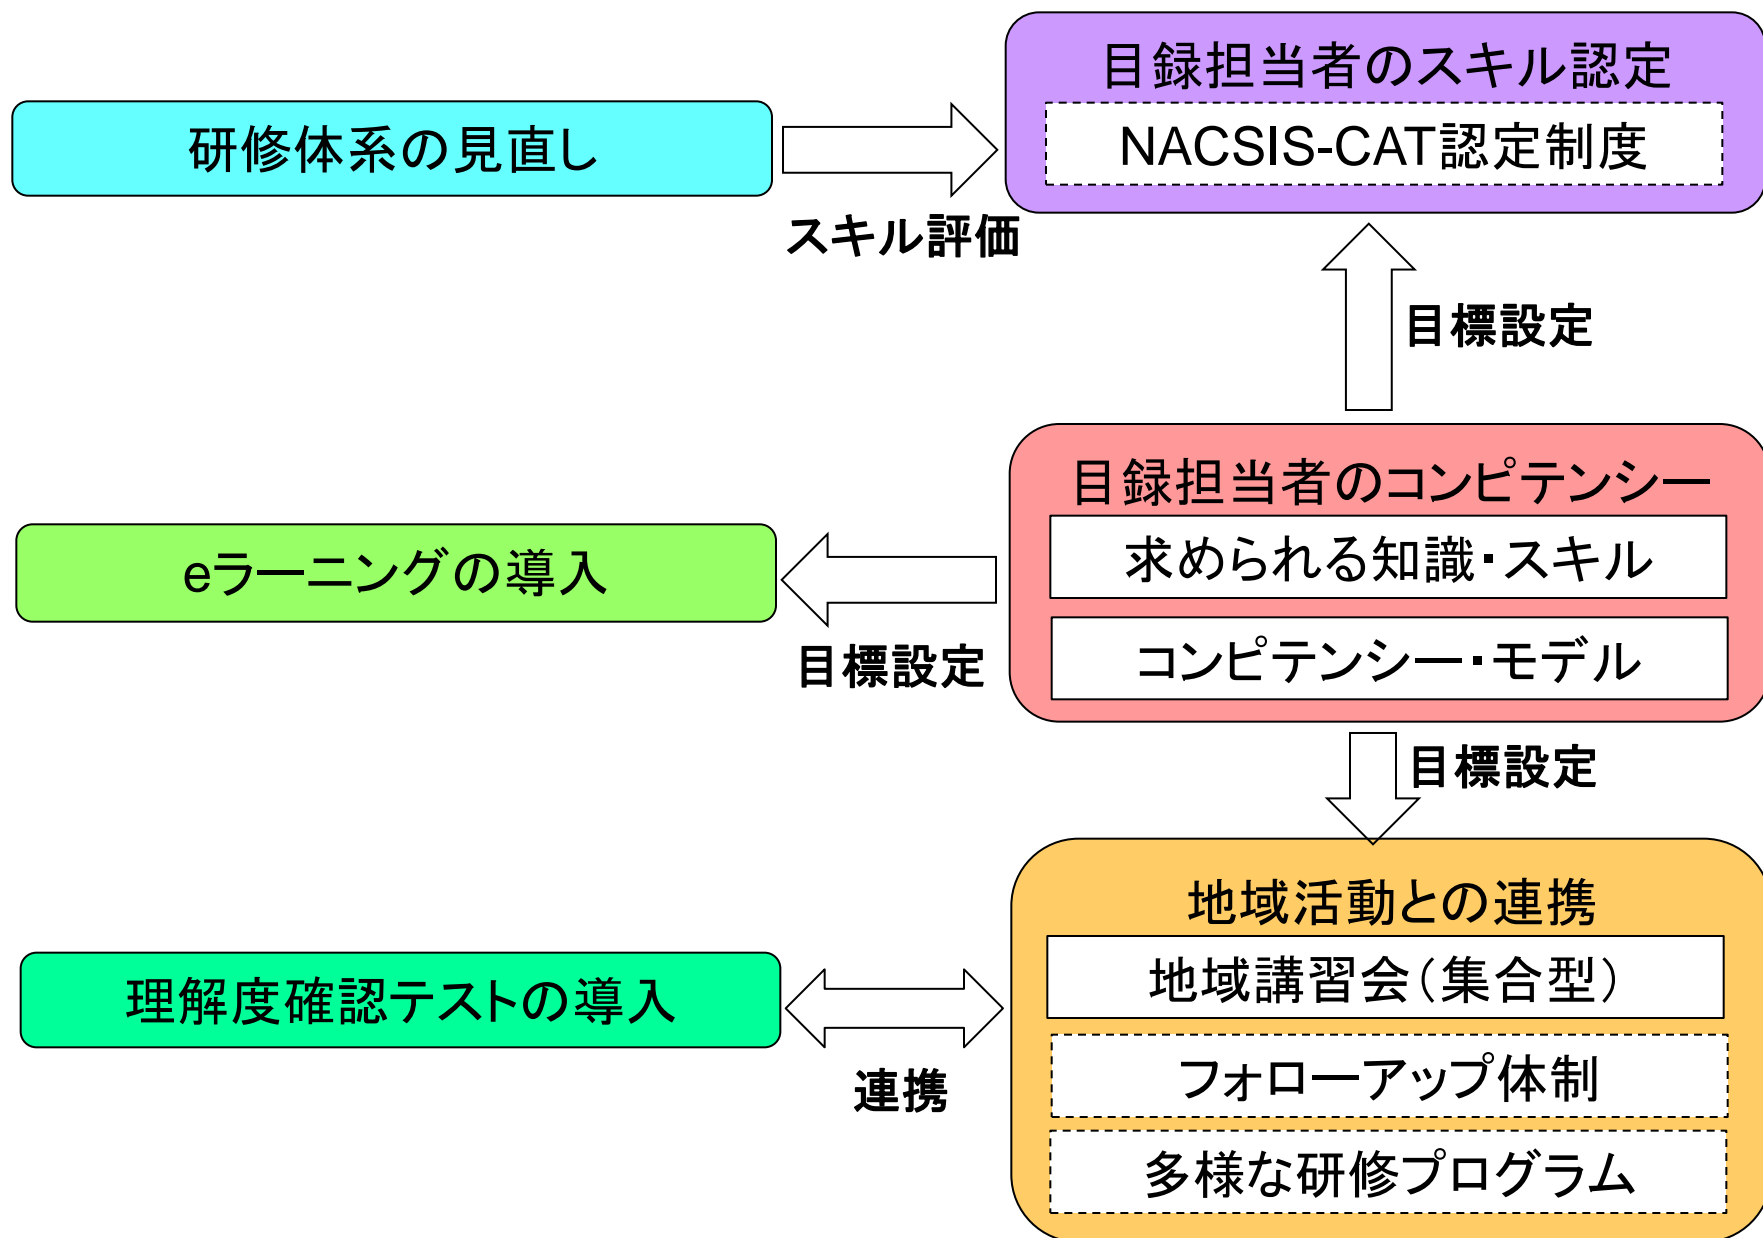 目録担当者のスキル認定
研修体系の見直し
NACSIS-CAT認定制度
スキル評価
目標設定
目録担当者のコンピテンシー
求められる知識・スキル
eラーニングの導入
コンピテンシー・モデル
目標設定
目標設定
地域活動との連携
地域講習会(集合型)
理解度確認テストの導入
フォローアップ体制
連携
多様な研修プログラム